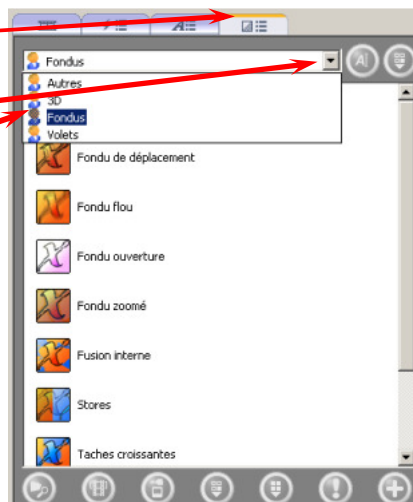 A
Fondus
A
Autres
3D
Fondus
Volets
Fondu de déplacement
Fondu flou
Fondu ouverture
Fondu zoomé
Fusion interne
Stores
Taches croissantes